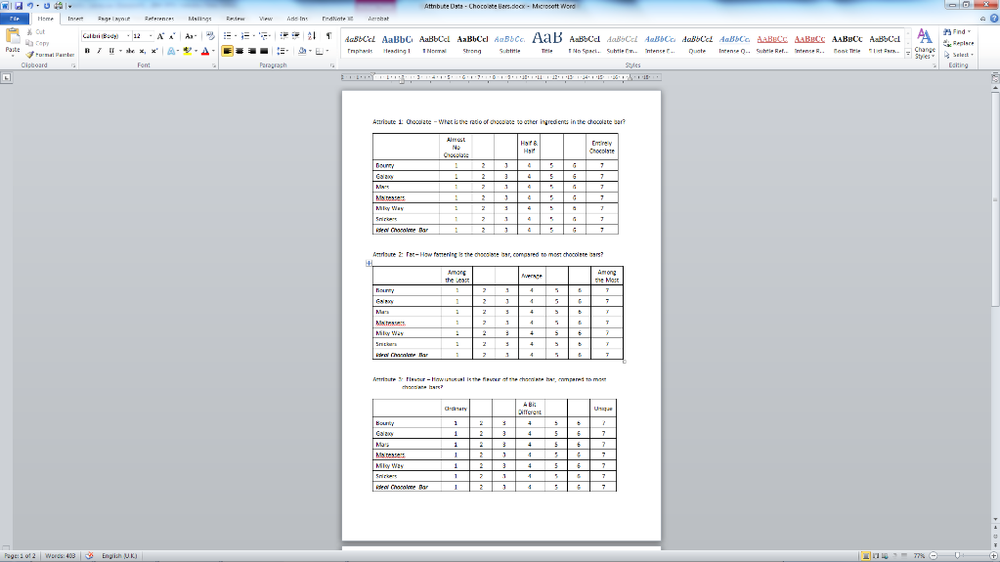 Attribute Data - Chocolate Bars.docx - Microsoft Word
File Home Insert Page Layout References Mailings Review View Add-Ins EndNote X6 Acrobat
Paste
Cut
Copy
Format Painter
Clipboard
Calibri (Body) 12
Font
Paragraph
AaBbCcI AaBbC AaBbCcI AaBbCcI AaBbCc. AaB AaBbCcI AaBbCcI AaBbCcI AaBbCcI AaBbCc. AABBCC AABBCC AABBCC AaBbCcI
Emphasis Heading 1 ¶ Normal Strong Subtitle Title ¶ No Spaci... Subtle Em... Intense E... Quote Intense Q... Subtle Ref... Intense R... Book Title ¶ List Para...
Styles
Change
Styles
Find
Replace
Select
Editing
Attribute 1: Chocolate – What is the ratio of chocolate to other ingredients in the chocolate bar?
Almost No Chocolate Half & Half Entirely Chocolate
Bounty 1 2 3 4 5 6 7
Galaxy 1 2 3 4 5 6 7
Mars 1 2 3 4 5 6 7
Malteasers 1 2 3 4 5 6 7
Milky Way 1 2 3 4 5 6 7
Snickers 1 2 3 4 5 6 7
Ideal Chocolate Bar 1 2 3 4 5 6 7
Attribute 2: Fat – How fattening is the chocolate bar, compared to most chocolate bars?
Among the Least Average Among the Most
Bounty 1 2 3 4 5 6 7
Galaxy 1 2 3 4 5 6 7
Mars 1 2 3 4 5 6 7
Malteasers 1 2 3 4 5 6 7
Milky Way 1 2 3 4 5 6 7
Snickers 1 2 3 4 5 6 7
Ideal Chocolate Bar 1 2 3 4 5 6 7
Attribute 3: Flavour – How unusual is the flavour of the chocolate bar, compared to most
chocolate bars?
Ordinary A Bit Different Unique
Bounty 1 2 3 4 5 6 7
Galaxy 1 2 3 4 5 6 7
Mars 1 2 3 4 5 6 7
Malteasers 1 2 3 4 5 6 7
Milky Way 1 2 3 4 5 6 7
Snickers 1 2 3 4 5 6 7
Ideal Chocolate Bar 1 2 3 4 5 6 7
Page: 1 of 2 Words: 403 English (U.K.) 77%